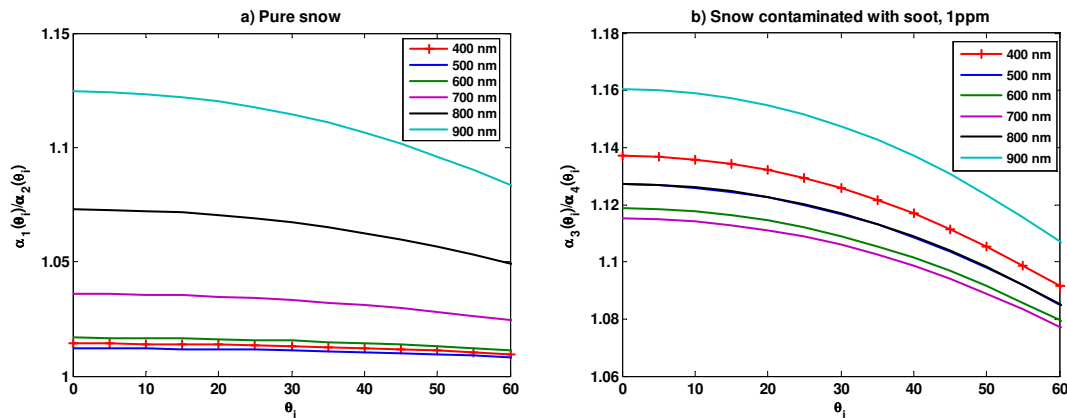 a) Pure snow
1.15
1.1
1.05
1
α1(θi)/α2(θi)
0 10 20 30 40 50 60
θi
400 nm
500 nm
600 nm
700 nm
800 nm
900 nm
b) Snow contaminated with soot, 1ppm
1.18
1.16
1.14
1.12
1.1
1.08
1.06
α3(θi)/α4(θi)
0 10 20 30 40 50 60
θi
400 nm
500 nm
600 nm
700 nm
800 nm
900 nm